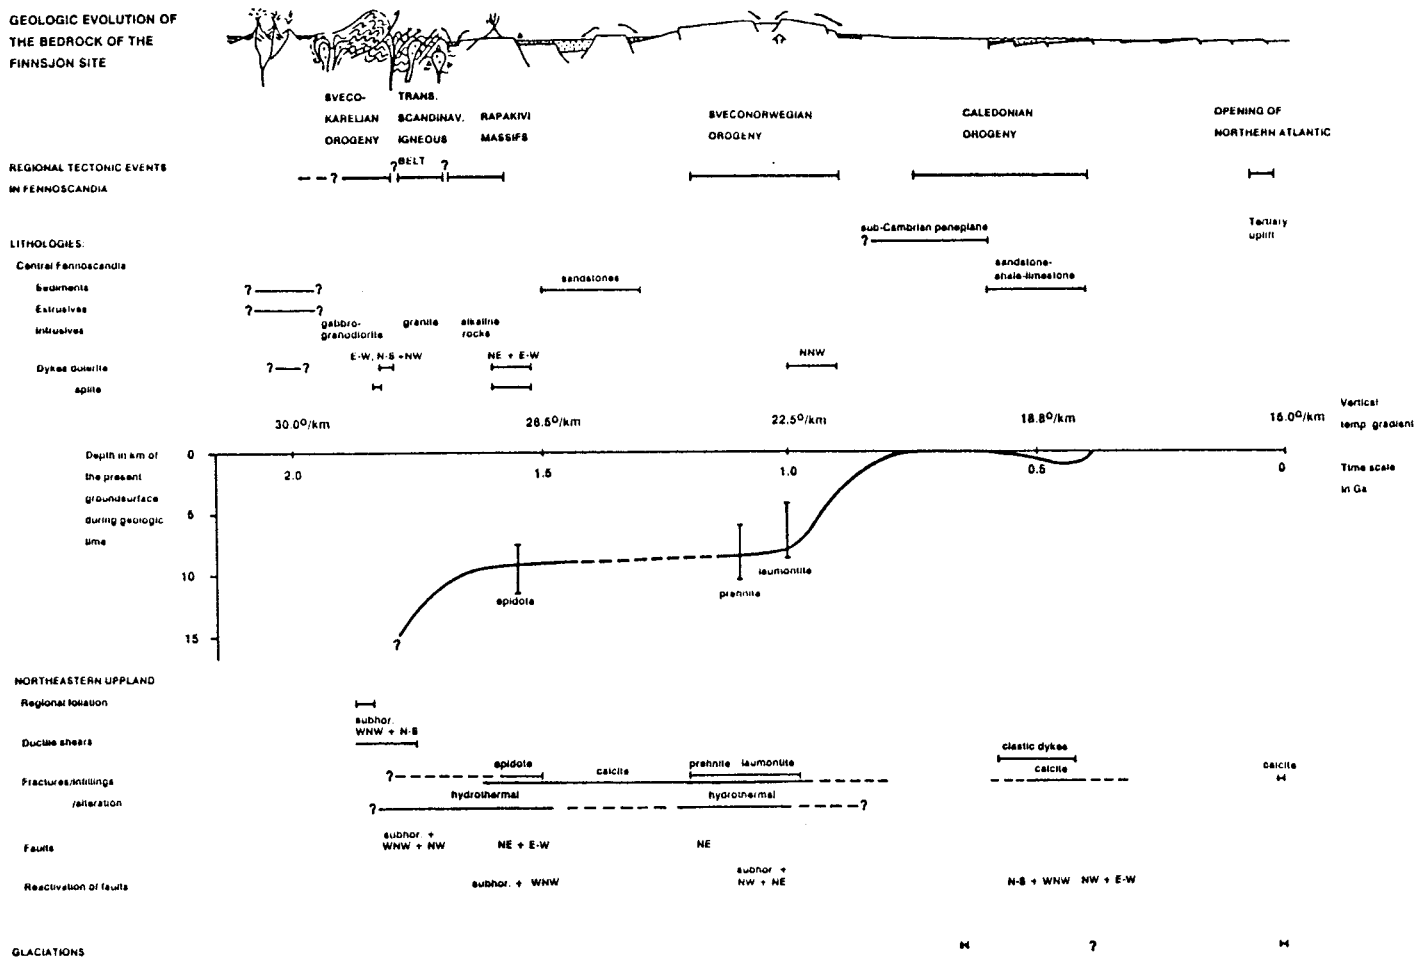 GEOLOGIC EVOLUTION OF
THE BEDROCK OF THE
FINNSJÖN SITE
SVECO-
KARELIAN
OROGENY
TRANS.
SCANDINAV.
IGNEOUS
BELT
RAPAKIVI
MASSIFS
SVECONORWEGIAN
OROGENY
CALEDONIAN
OROGENY
OPENING OF
NORTHERN ATLANTIC
REGIONAL TECTONIC EVENTS
IN FENNOSCANDIA
? ? ?
sub-Cambrian peneplane
?
Tertiary
uplift
LITHOLOGIES:
Central Fennoscandia
Sediments
? ?
sandstones
sandstone-
shale-limestone
Extrusives
? ?
Intrusives
gabbro-
granodiorite
granite
alkaline
rocks
Dykes dolerite
? ?
E-W, N-S +NW
NE + E-W
NNW
aplite
30.0º/km 26.5º/km 22.5º/km 18.8º/km 15.0º/km
Vertical
temp. gradient
Depth in km of
the present
groundsurface
during geologic
time
0
5
10
15
2.0 1.5 1.0 0.5 0
Time scale
in Ga
?
epidote
prehnite
laumontite
NORTHEASTERN UPPLAND
Regional foliation
Ductile shears
subhor.
WNW + N-S
clastic dykes
Fractures/infillings
?
epidote
calcite
prehnite laumontite
calcite
calcite
/alteration
? hydrothermal hydrothermal ?
Faults
subhor. +
WNW + NW
NE + E-W
NE
Reactivation of faults
subhor. + WNW
subhor +
NW + NE
N-S + WNW NW + E-W
GLACIATIONS
?